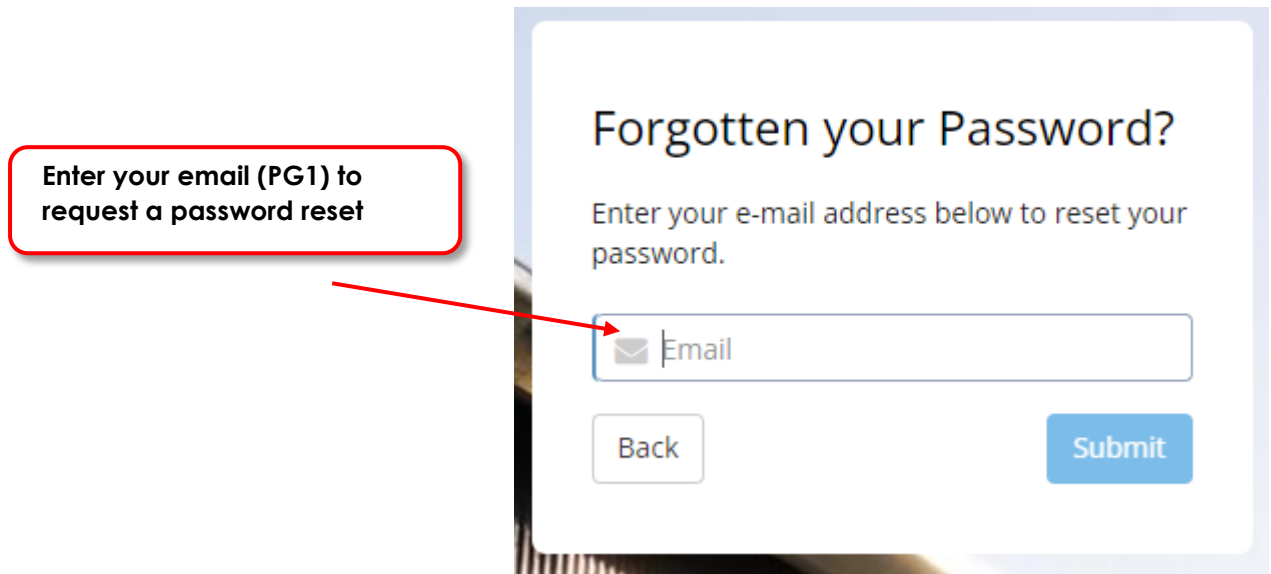 Enter your email (PG1) to
request a password reset
Forgotten your Password?
Enter your e-mail address below to reset your
password.
Email
Back
Submit